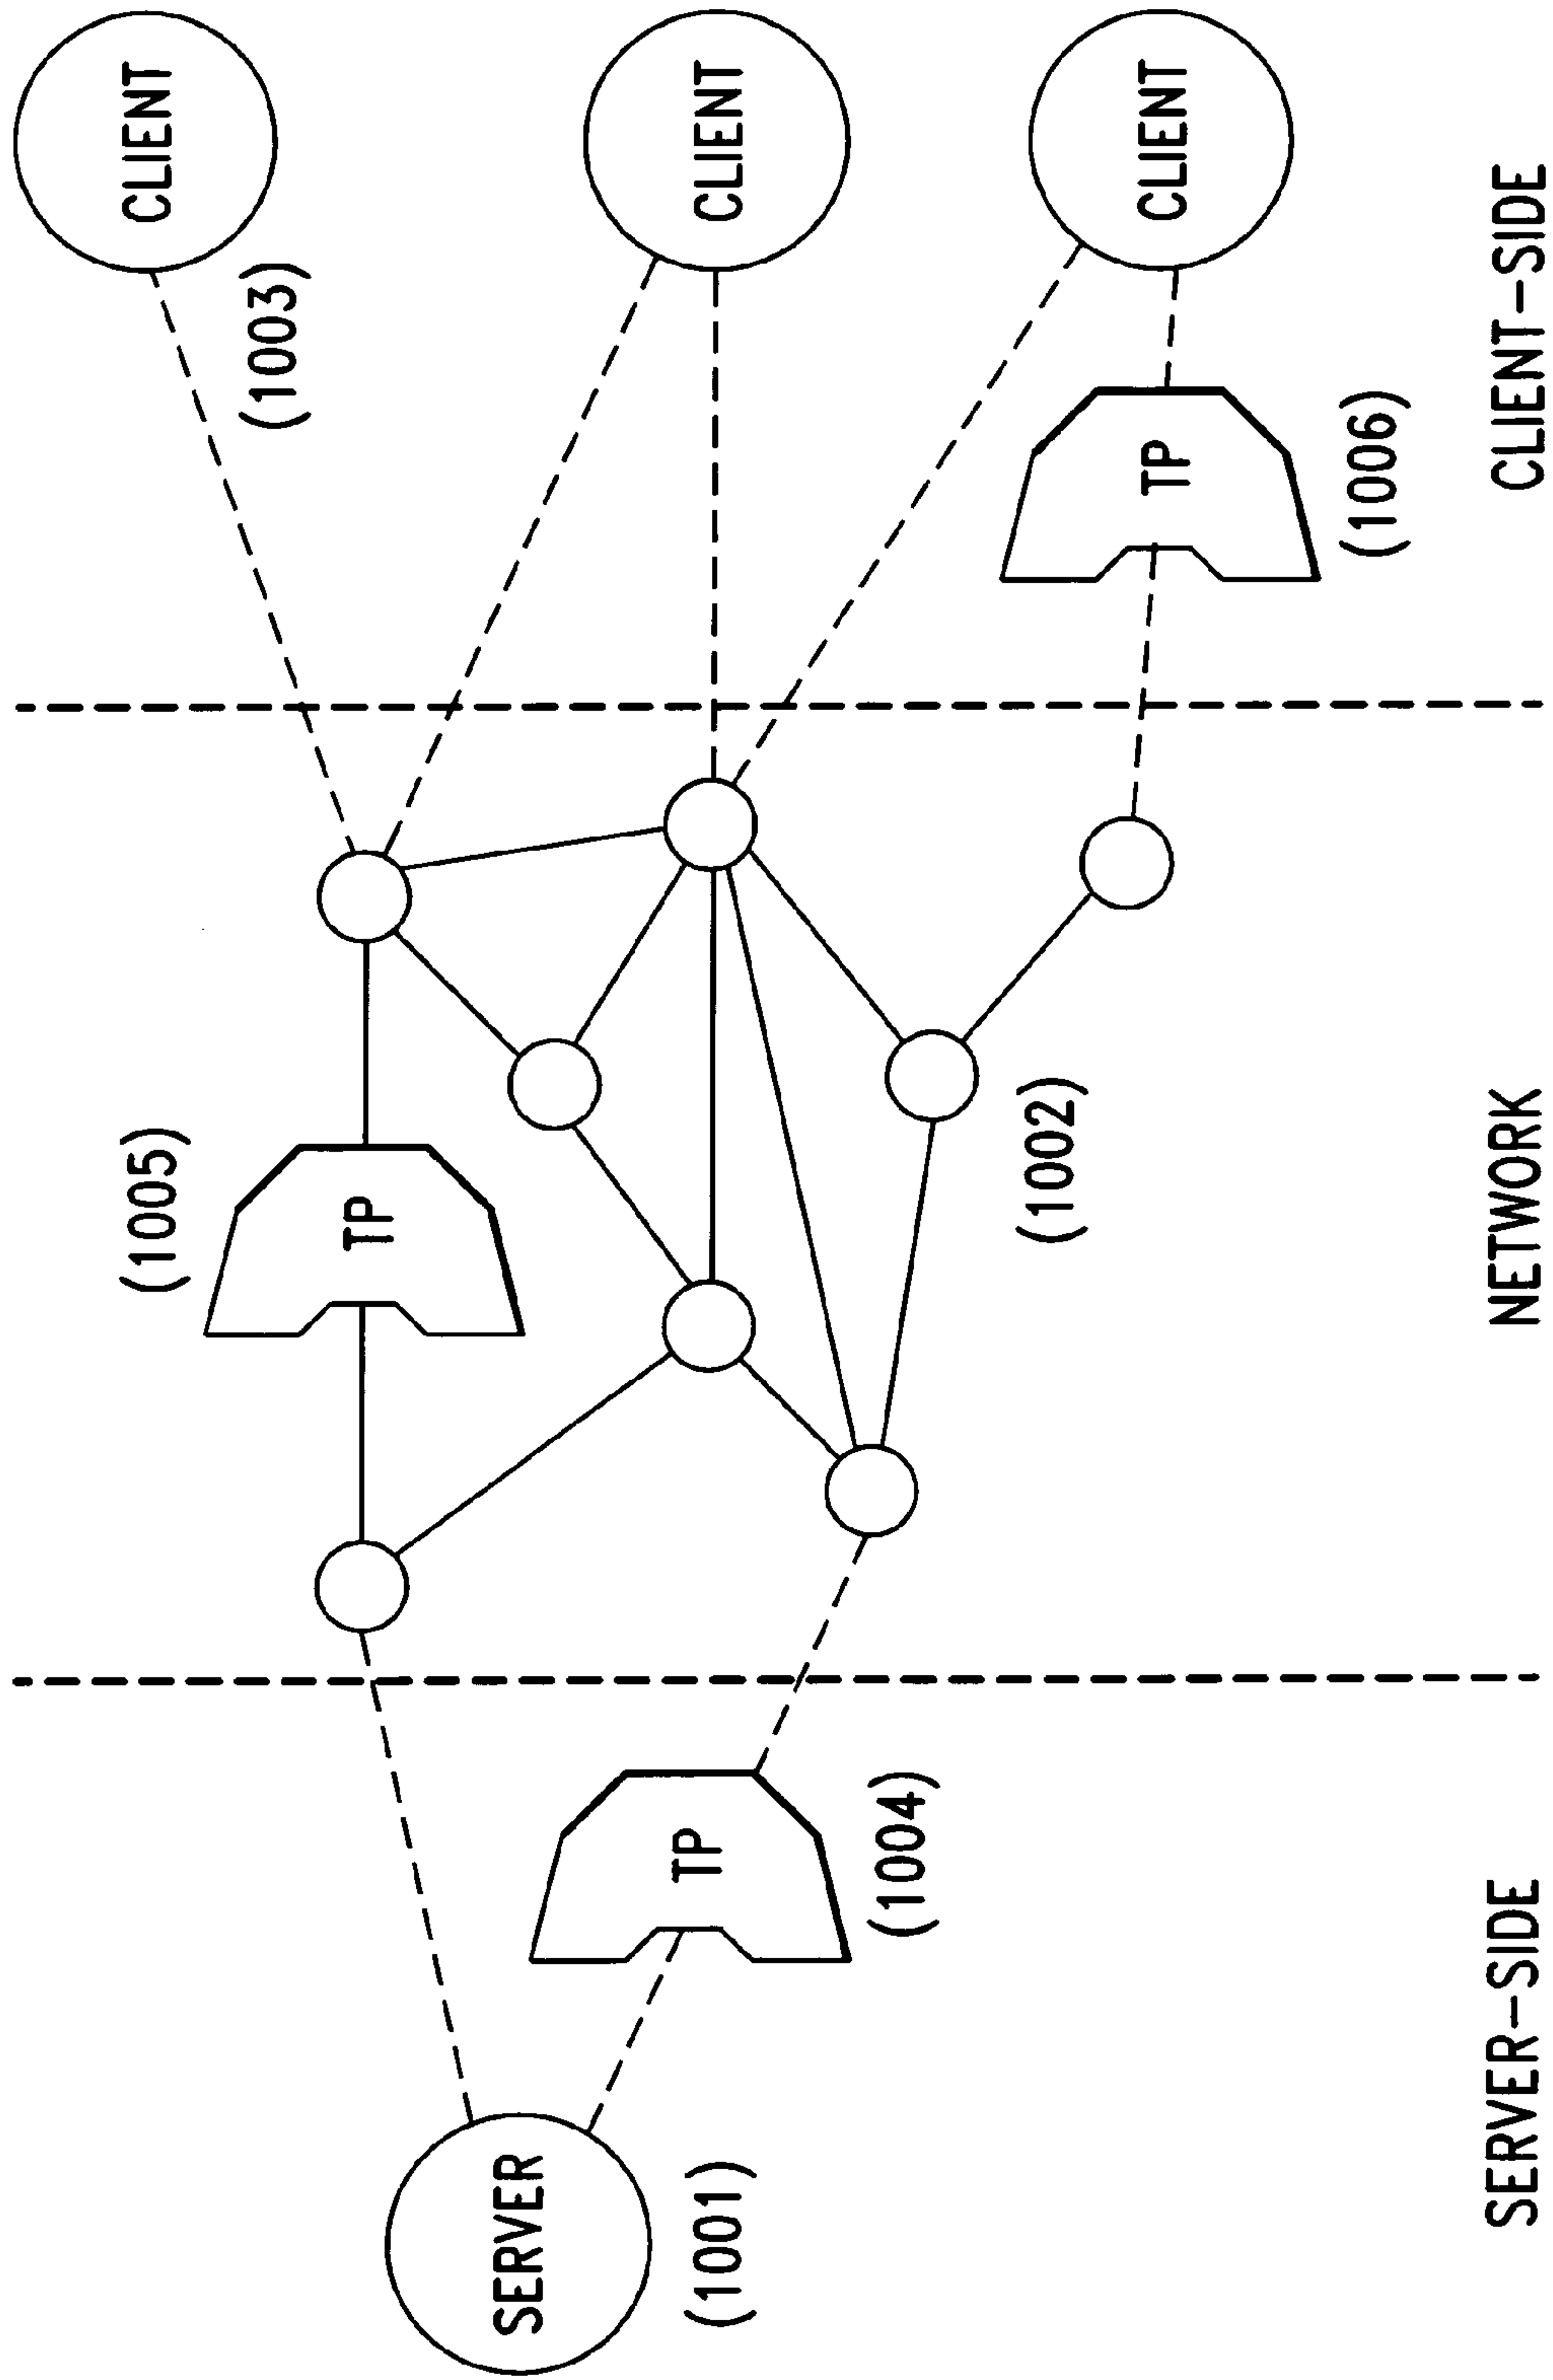 SERVER
(1001)
TP
(1004)
SERVER-SIDE
(1005)
TP
(1002)
NETWORK
CLIENT
(1003)
CLIENT
CLIENT
TP
(1006)
CLIENT-SIDE